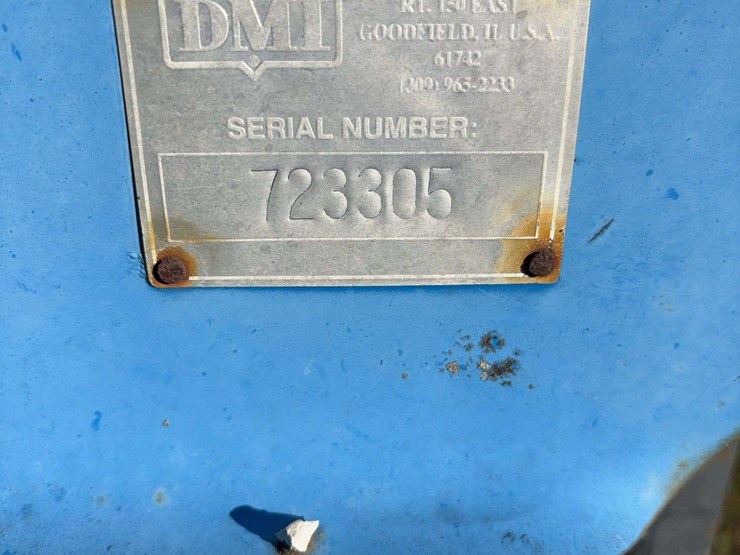 DMI
RT. 150 EAST
GOODFIELD, IL U.S.A.
61742
(309) 965-2233
SERIAL NUMBER:
723305